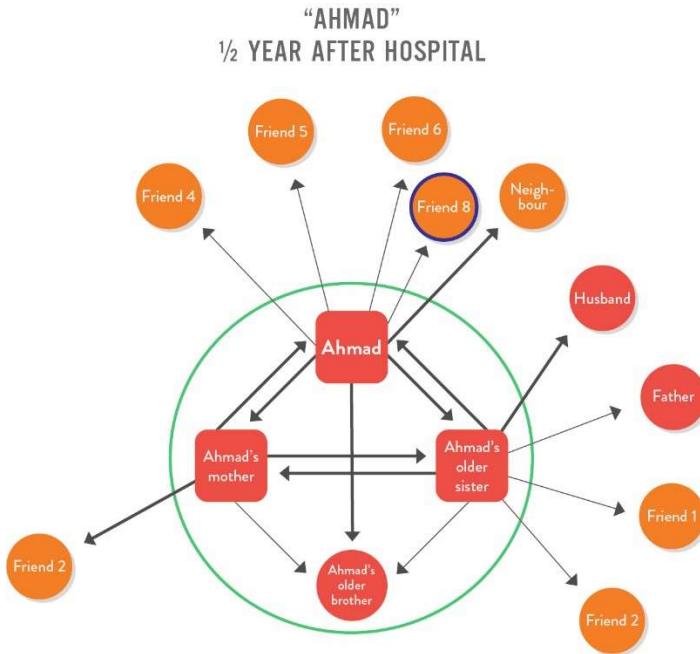 “AHMAD”
½ YEAR AFTER HOSPITAL
Friend 5
Friend 6
Friend 4
Friend 8
Neigh-
bour
Husband
Ahmad
Father
Ahmad's
mother
Ahmad's
older
sister
Friend 1
Friend 2
Ahmad's
older
brother
Friend 2